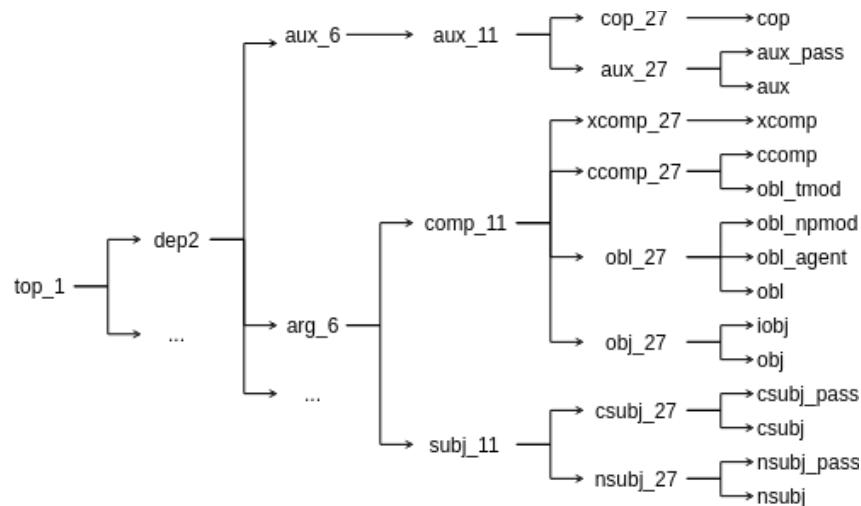 aux_6 aux_11 cop_27 cop
aux_27 aux_pass
aux
xcomp_27 xcomp
ccomp_27 ccomp
obl_tmod
comp_11 obl_npmod
top_1 dep2 obl_27 obl_agent
obl
... arg_6 obj_27 iobj
obj
... csubj_27 csubj_pass
csubj
subj_11 nsubj_27 nsubj_pass
nsubj